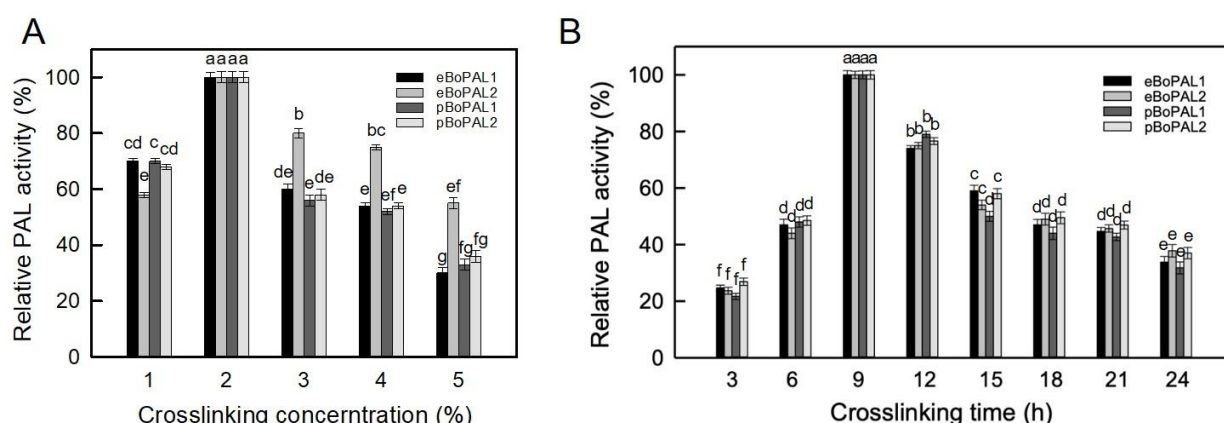 A
Relative PAL activity (%)
100
80
60
40
20
0
aaaa
eBoPAL1
eBoPAL2
pBoPAL1
pBoPAL2
cd
e
c
cd
de
b
e
de
e
bc
ef
e
g
ef
fg
fg
1 2 3 4 5
Crosslinking concerntration (%)
B
Relative PAL activity (%)
100
80
60
40
20
0
aaaa
eBoPAL1
eBoPAL2
pBoPAL1
pBoPAL2
f f f f
d d d d
b b b b
c c d c
d d d d
d d d d
e e e e
3 6 9 12 15 18 21 24
Crosslinking time (h)